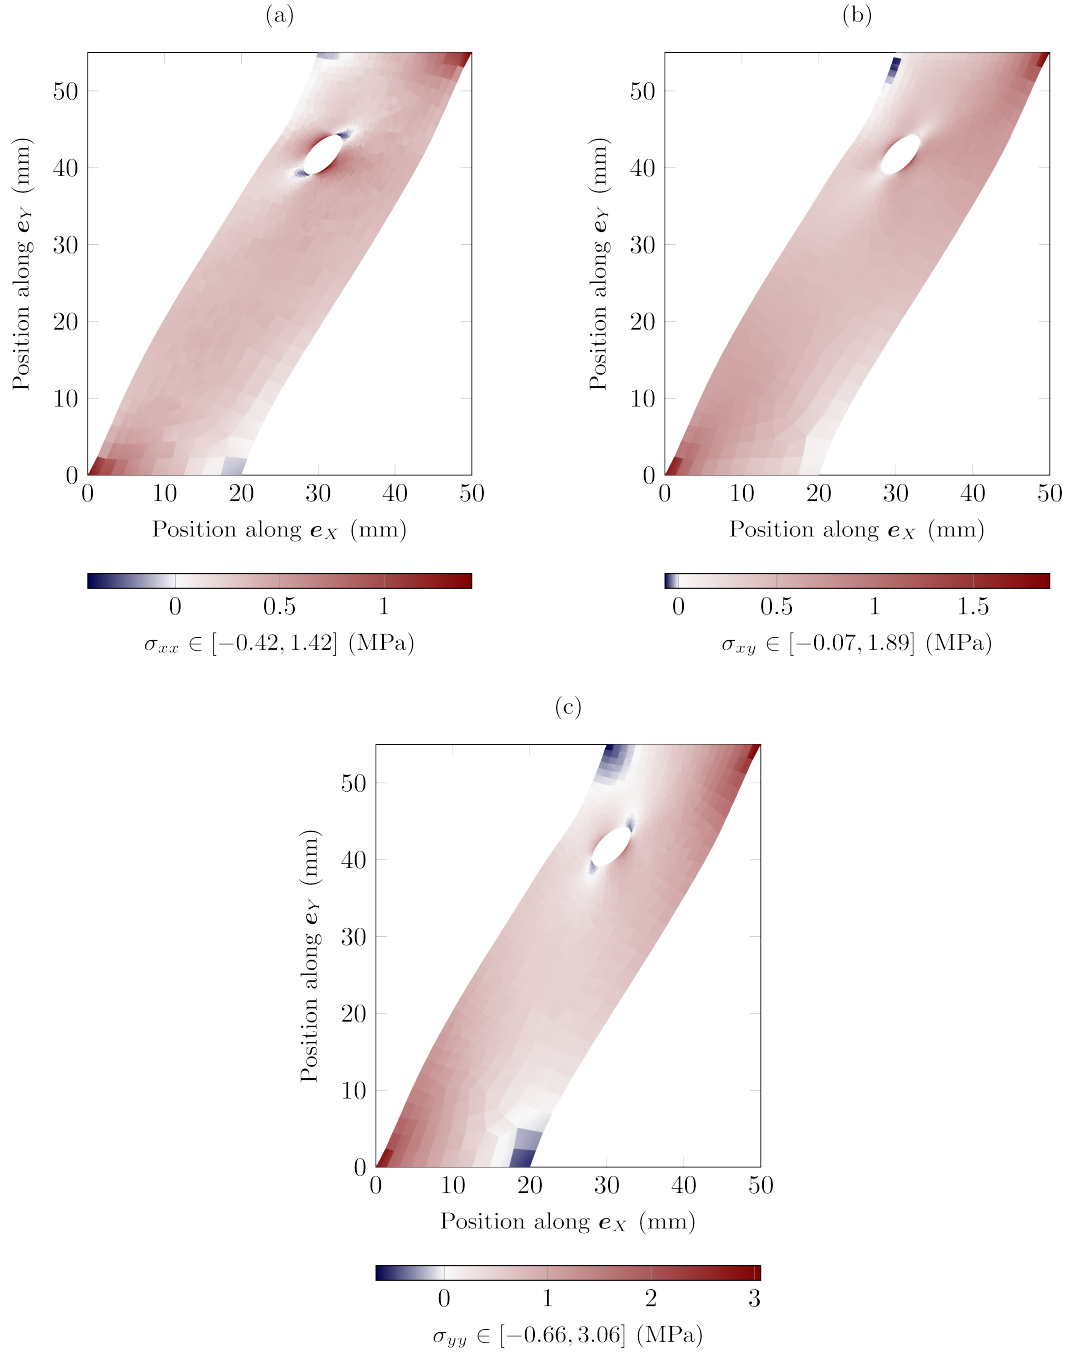 (a)
50
40
30
20
10
0
0 10 20 30 40 50
Position along e_Y (mm)
Position along e_X (mm)
0 0.5 1
σ_xx ∈ [−0.42, 1.42] (MPa)
(b)
50
40
30
20
10
0
0 10 20 30 40 50
Position along e_Y (mm)
Position along e_X (mm)
0 0.5 1 1.5
σ_xy ∈ [−0.07, 1.89] (MPa)
(c)
50
40
30
20
10
0
0 10 20 30 40 50
Position along e_Y (mm)
Position along e_X (mm)
0 1 2 3
σ_yy ∈ [−0.66, 3.06] (MPa)